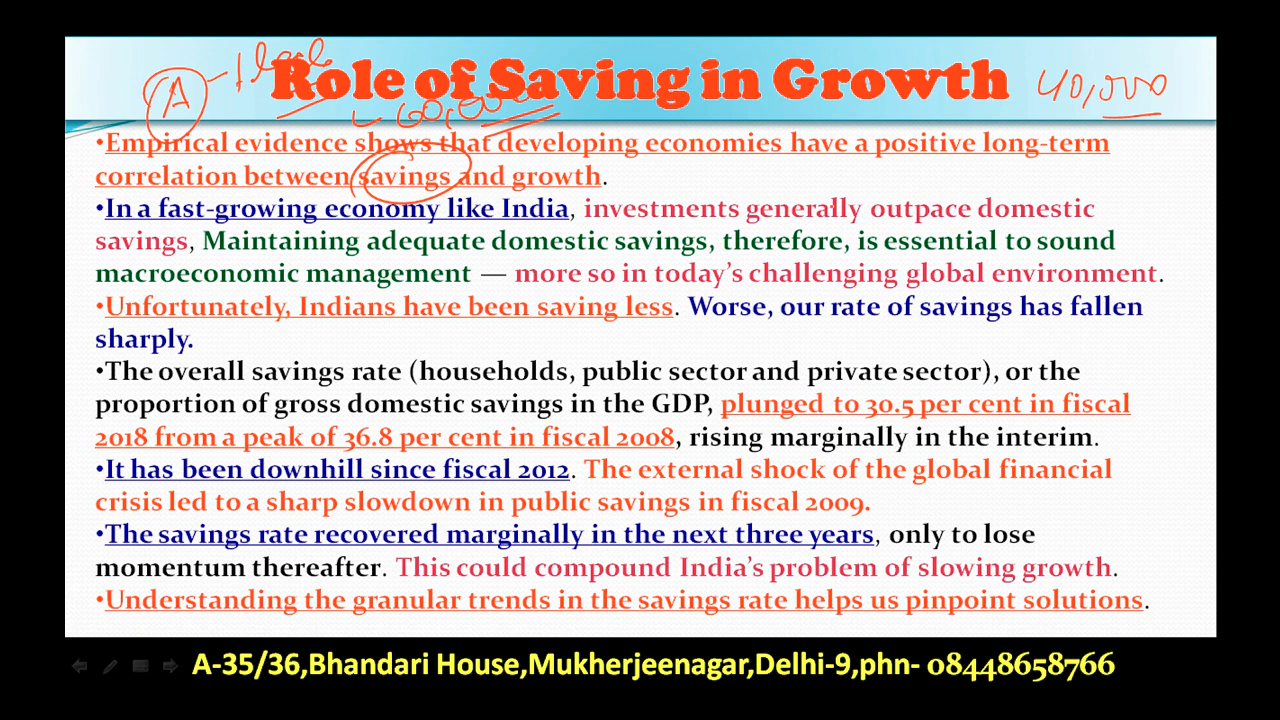 A - 1 lac
Role of Saving in Growth
60,000
40,000
•Empirical evidence shows that developing economies have a positive long-term
correlation between savings and growth.
•In a fast-growing economy like India, investments generally outpace domestic
savings, Maintaining adequate domestic savings, therefore, is essential to sound
macroeconomic management — more so in today's challenging global environment.
•Unfortunately, Indians have been saving less. Worse, our rate of savings has fallen
sharply.
•The overall savings rate (households, public sector and private sector), or the
proportion of gross domestic savings in the GDP, plunged to 30.5 per cent in fiscal
2018 from a peak of 36.8 per cent in fiscal 2008, rising marginally in the interim.
•It has been downhill since fiscal 2012. The external shock of the global financial
crisis led to a sharp slowdown in public savings in fiscal 2009.
•The savings rate recovered marginally in the next three years, only to lose
momentum thereafter. This could compound India's problem of slowing growth.
•Understanding the granular trends in the savings rate helps us pinpoint solutions.
A-35/36,Bhandari House,Mukherjeenagar,Delhi-9,phn- 08448658766